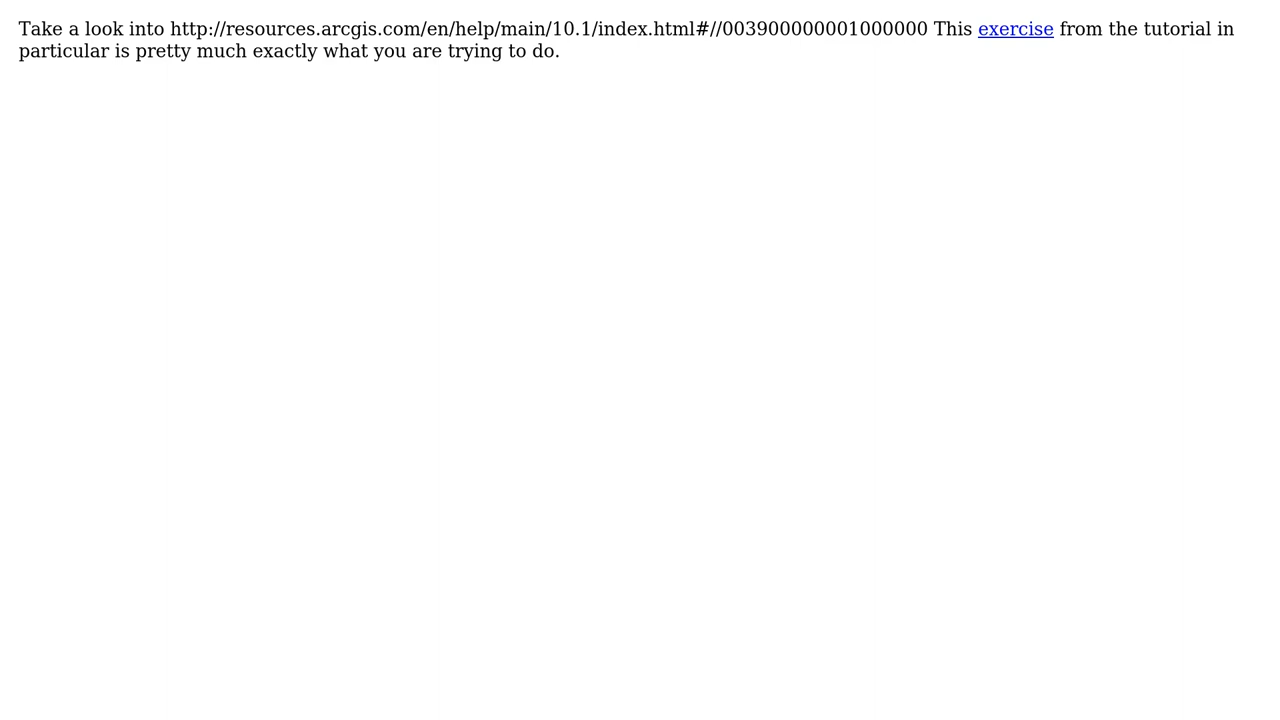 Take a look into http://resources.arcgis.com/en/help/main/10.1/index.html#//003900000001000000 This exercise from the tutorial in
particular is pretty much exactly what you are trying to do.